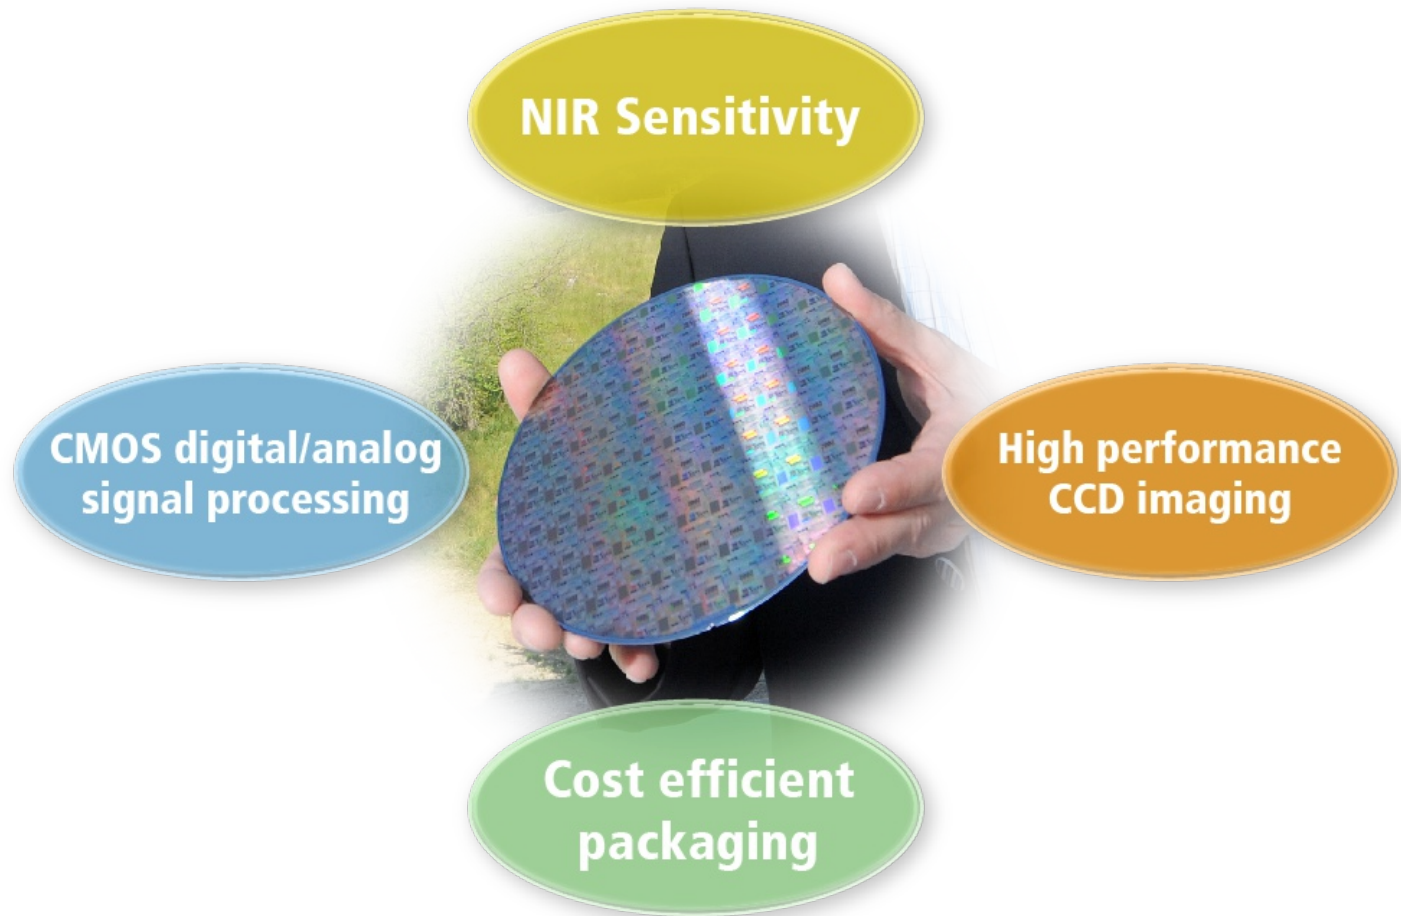 NIR Sensitivity
CMOS digital/analog
signal processing
High performance
CCD imaging
Cost efficient
packaging